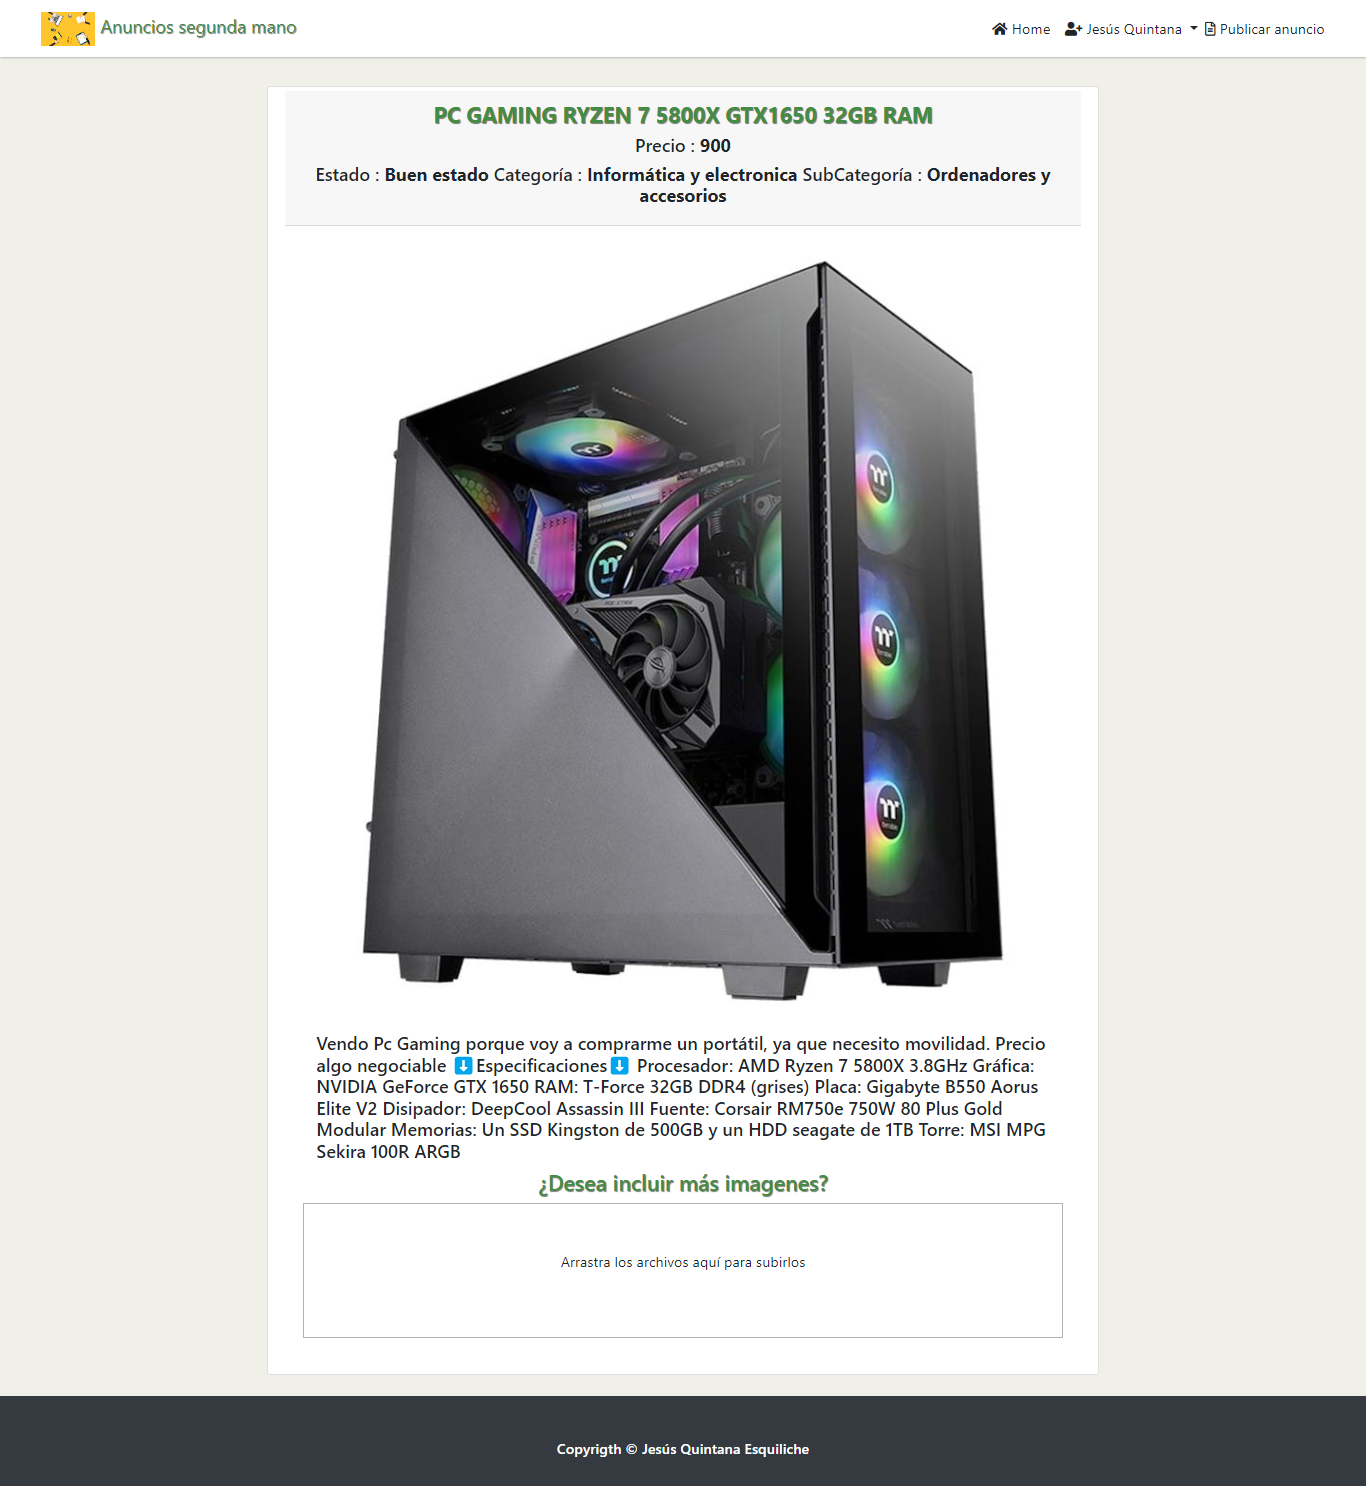 Anuncios segunda mano
Home Jesús Quintana Publicar anuncio
PC GAMING RYZEN 7 5800X GTX1650 32GB RAM
Precio : 900
Estado : Buen estado Categoría : Informática y electronica SubCategoría : Ordenadores y
accesorios
Vendo Pc Gaming porque voy a comprarme un portátil, ya que necesito movilidad. Precio
algo negociable ⬇️Especificaciones⬇️ Procesador: AMD Ryzen 7 5800X 3.8GHz Gráfica:
NVIDIA GeForce GTX 1650 RAM: T-Force 32GB DDR4 (grises) Placa: Gigabyte B550 Aorus
Elite V2 Disipador: DeepCool Assassin III Fuente: Corsair RM750e 750W 80 Plus Gold
Modular Memorias: Un SSD Kingston de 500GB y un HDD seagate de 1TB Torre: MSI MPG
Sekira 100R ARGB
¿Desea incluir más imagenes?
Arrastra los archivos aquí para subirlos
Copyrigth © Jesús Quintana Esquiliche